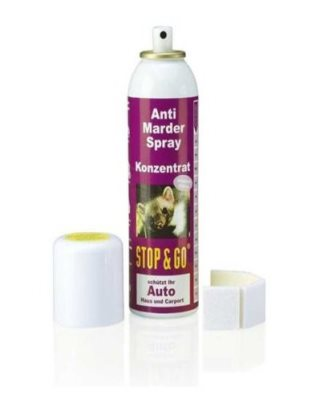 Anti
Marder
Spray
Konzentrat
STOP & GO®
schützt Ihr
Auto
Haus und Carport